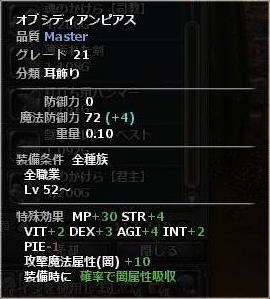 オブシディアンピアス
品質 Master
グレード 21
分類 耳飾り
防御力 0
魔法防御力 72 (+4)
重量 0.10
装備条件 全種族
全職業
Lv 52～
特殊効果 MP+30 STR+4
VIT+2 DEX+3 AGI+4 INT+2
PIE-1
攻撃魔法属性(闇) +10
装備時に 確率で闇属性吸収